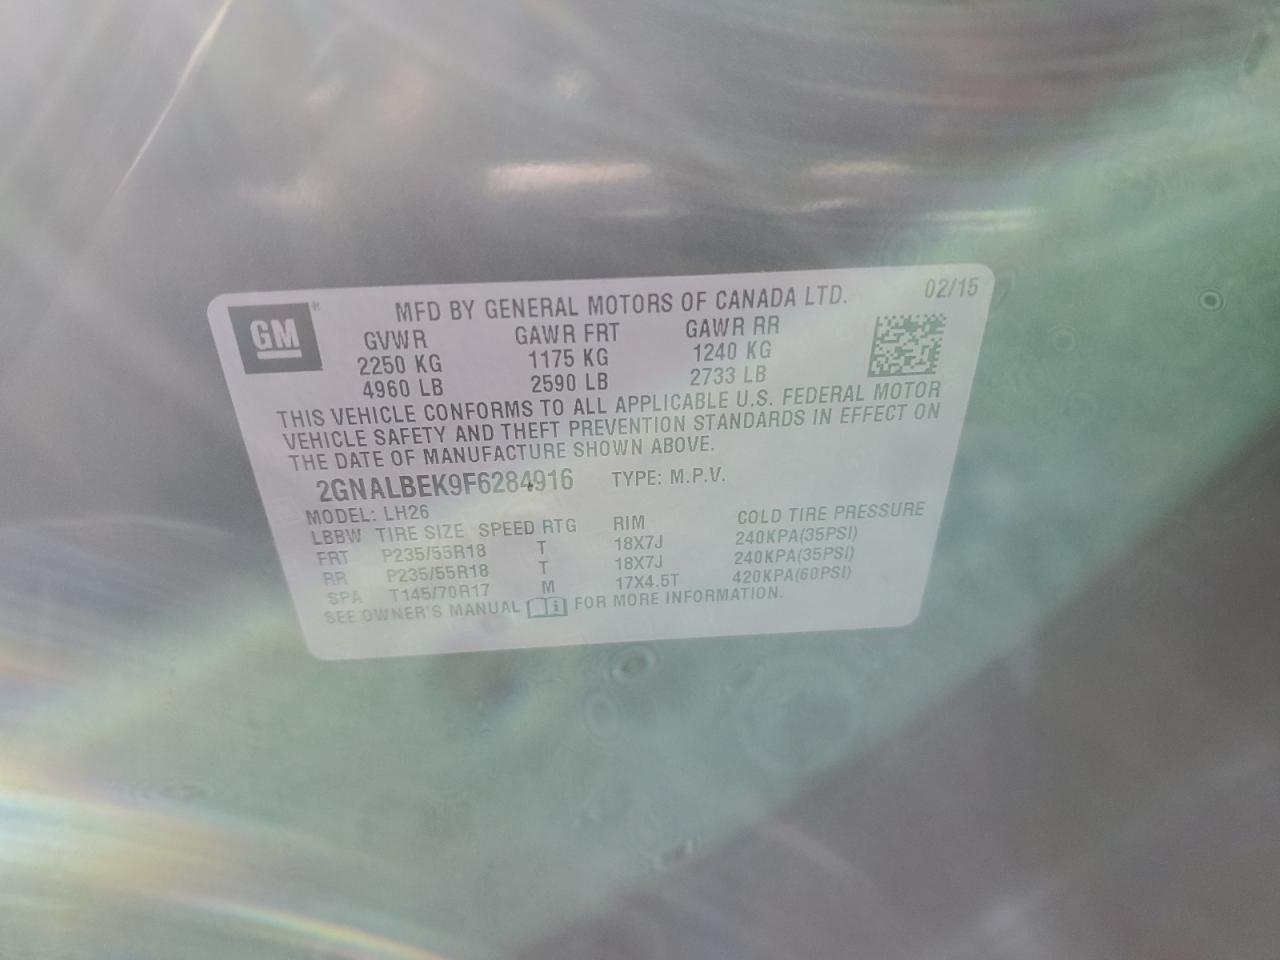 GM® MFD BY GENERAL MOTORS OF CANADA LTD. 02/15
GVWR GAWR FRT GAWR RR
2250 KG 1175 KG 1240 KG
4960 LB 2590 LB 2733 LB
THIS VEHICLE CONFORMS TO ALL APPLICABLE U.S. FEDERAL MOTOR
VEHICLE SAFETY AND THEFT PREVENTION STANDARDS IN EFFECT ON
THE DATE OF MANUFACTURE SHOWN ABOVE.
2GNALBEK9F6284916 TYPE: M.P.V.
MODEL: LH26
LBBW TIRE SIZE SPEED RTG RIM COLD TIRE PRESSURE
FRT P235/55R18 T 18X7J 240KPA(35PSI)
RR P235/55R18 T 18X7J 240KPA(35PSI)
SPA T145/70R17 M 17X4.5T 420KPA(60PSI)
SEE OWNER'S MANUAL i FOR MORE INFORMATION.